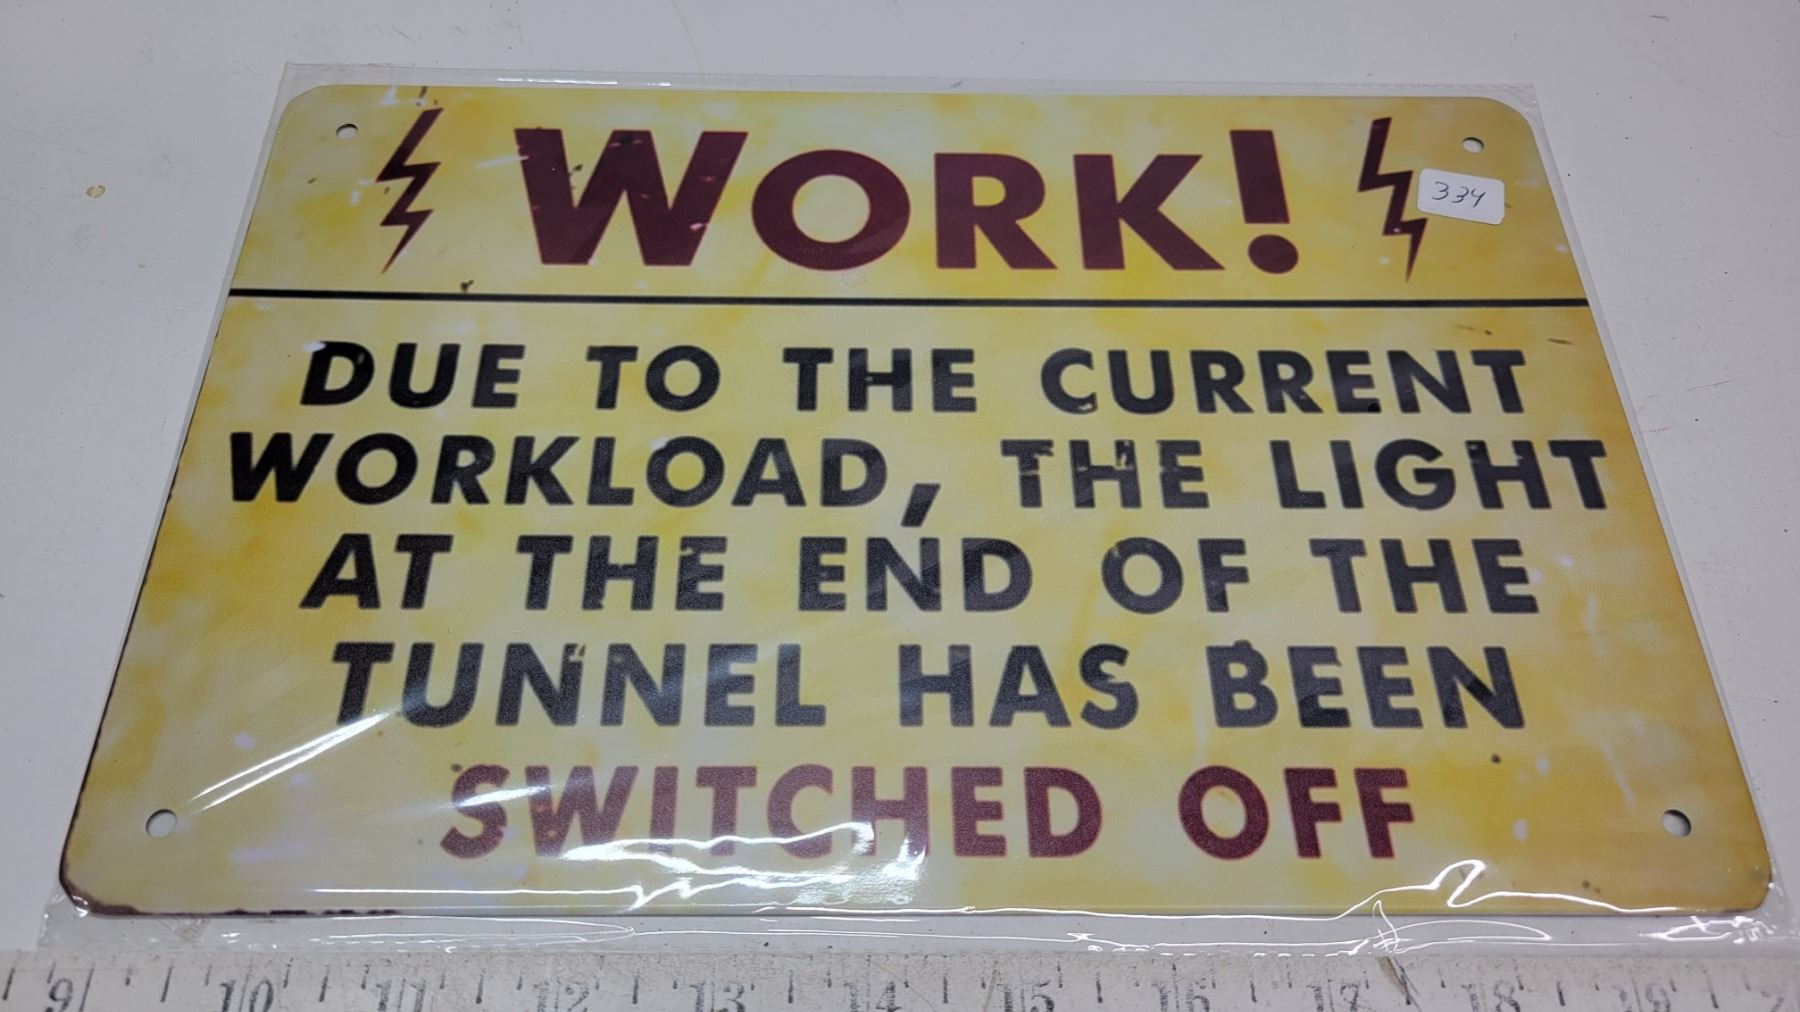 WORK!
334
DUE TO THE CURRENT
WORKLOAD, THE LIGHT
AT THE END OF THE
TUNNEL HAS BEEN
SWITCHED OFF
9 10 11 12 13 14 15 16 17 18 19